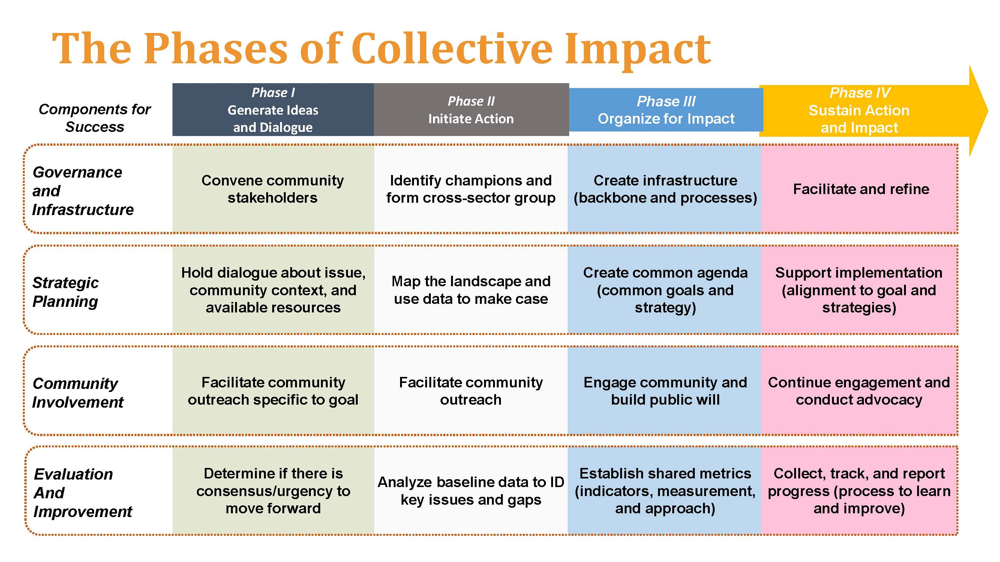 The Phases of Collective Impact
Components for
Success
Phase I
Generate Ideas
and Dialogue
Phase II
Initiate Action
Phase III
Organize for Impact
Phase IV
Sustain Action
and Impact
Governance
and
Infrastructure
Convene community
stakeholders
Identify champions and
form cross-sector group
Create infrastructure
(backbone and processes)
Facilitate and refine
Strategic
Planning
Hold dialogue about issue,
community context, and
available resources
Map the landscape and
use data to make case
Create common agenda
(common goals and
strategy)
Support implementation
(alignment to goal and
strategies)
Community
Involvement
Facilitate community
outreach specific to goal
Facilitate community
outreach
Engage community and
build public will
Continue engagement and
conduct advocacy
Evaluation
And
Improvement
Determine if there is
consensus/urgency to
move forward
Analyze baseline data to ID
key issues and gaps
Establish shared metrics
(indicators, measurement,
and approach)
Collect, track, and report
progress (process to learn
and improve)